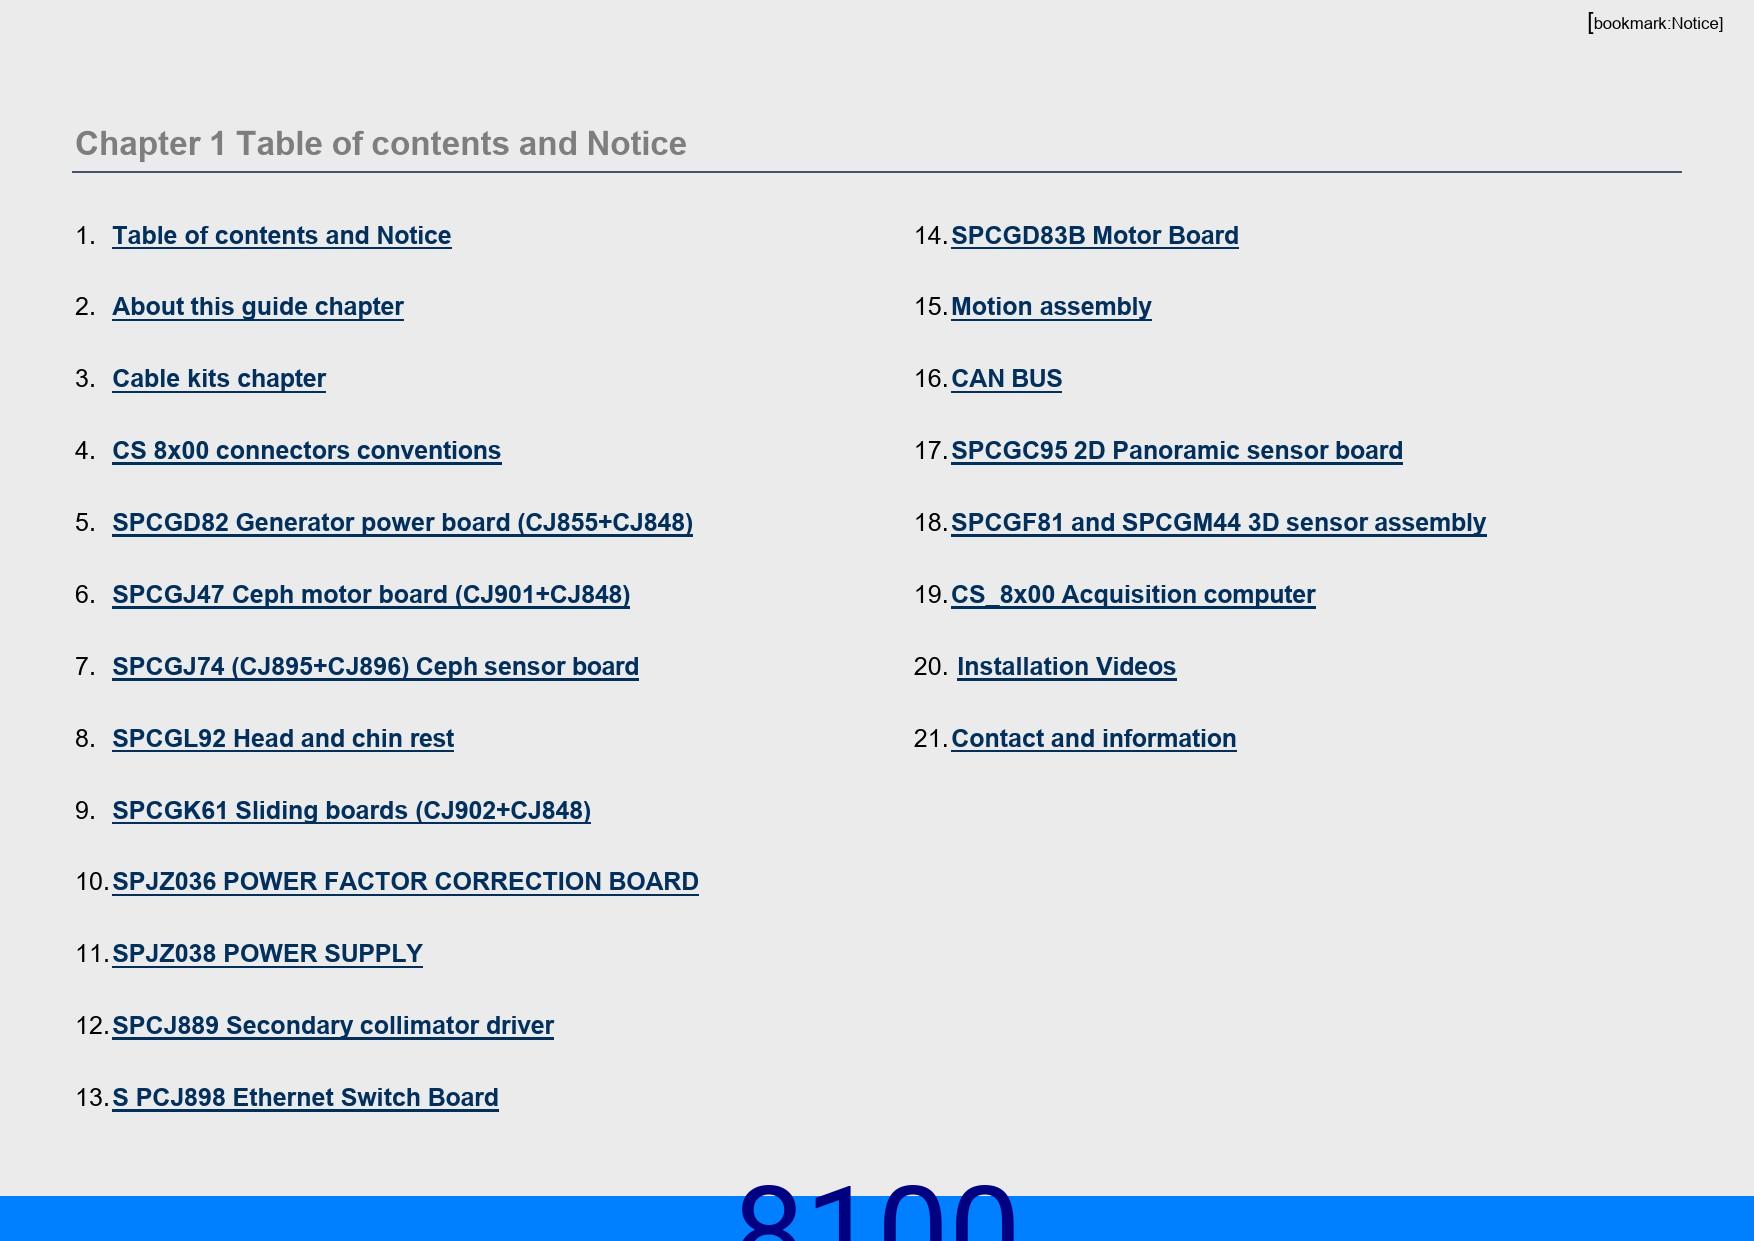 [bookmark:Notice]
Chapter 1 Table of contents and Notice
1. Table of contents and Notice
2. About this guide chapter
3. Cable kits chapter
4. CS 8x00 connectors conventions
5. SPCGD82 Generator power board (CJ855+CJ848)
6. SPCGJ47 Ceph motor board (CJ901+CJ848)
7. SPCGJ74 (CJ895+CJ896) Ceph sensor board
8. SPCGL92 Head and chin rest
9. SPCGK61 Sliding boards (CJ902+CJ848)
10. SPJZ036 POWER FACTOR CORRECTION BOARD
11. SPJZ038 POWER SUPPLY
12. SPCJ889 Secondary collimator driver
13. S PCJ898 Ethernet Switch Board
14. SPCGD83B Motor Board
15. Motion assembly
16. CAN BUS
17. SPCGC95 2D Panoramic sensor board
18. SPCGF81 and SPCGM44 3D sensor assembly
19. CS_8x00 Acquisition computer
20. Installation Videos
21. Contact and information
8100